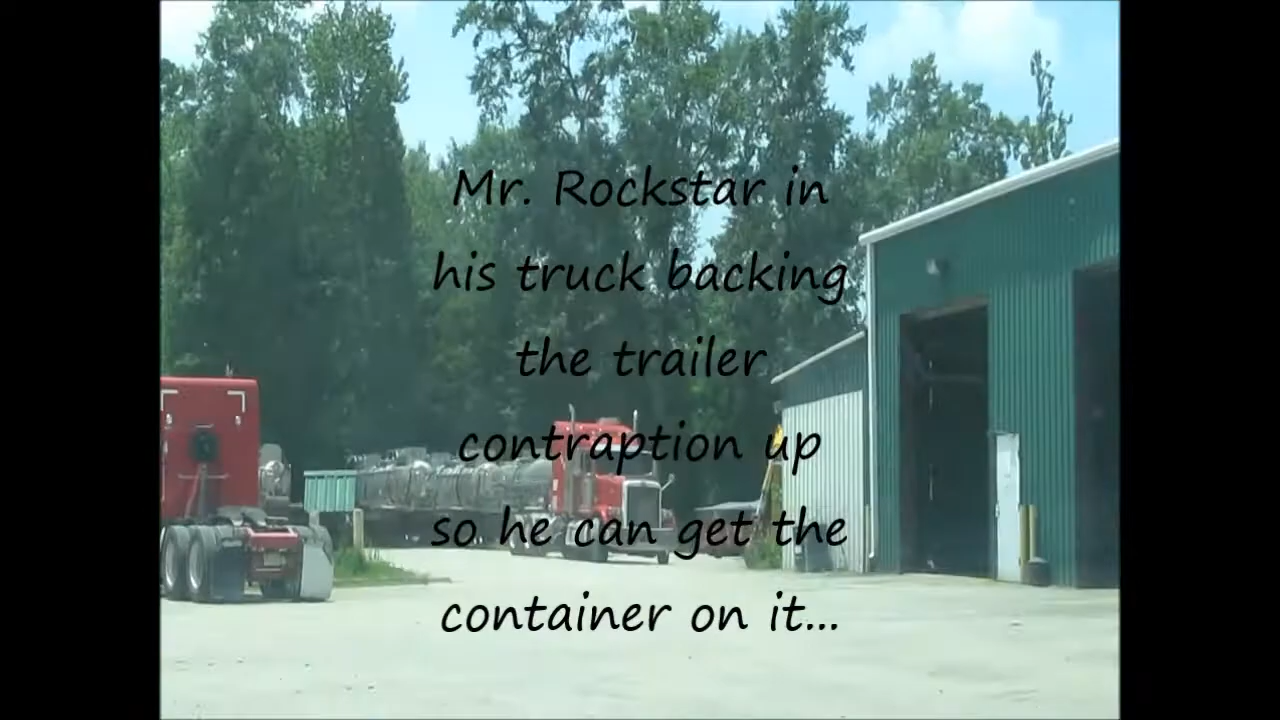 Mr. Rockstar in
his truck backing
the trailer
contraption up
so he can get the
container on it...